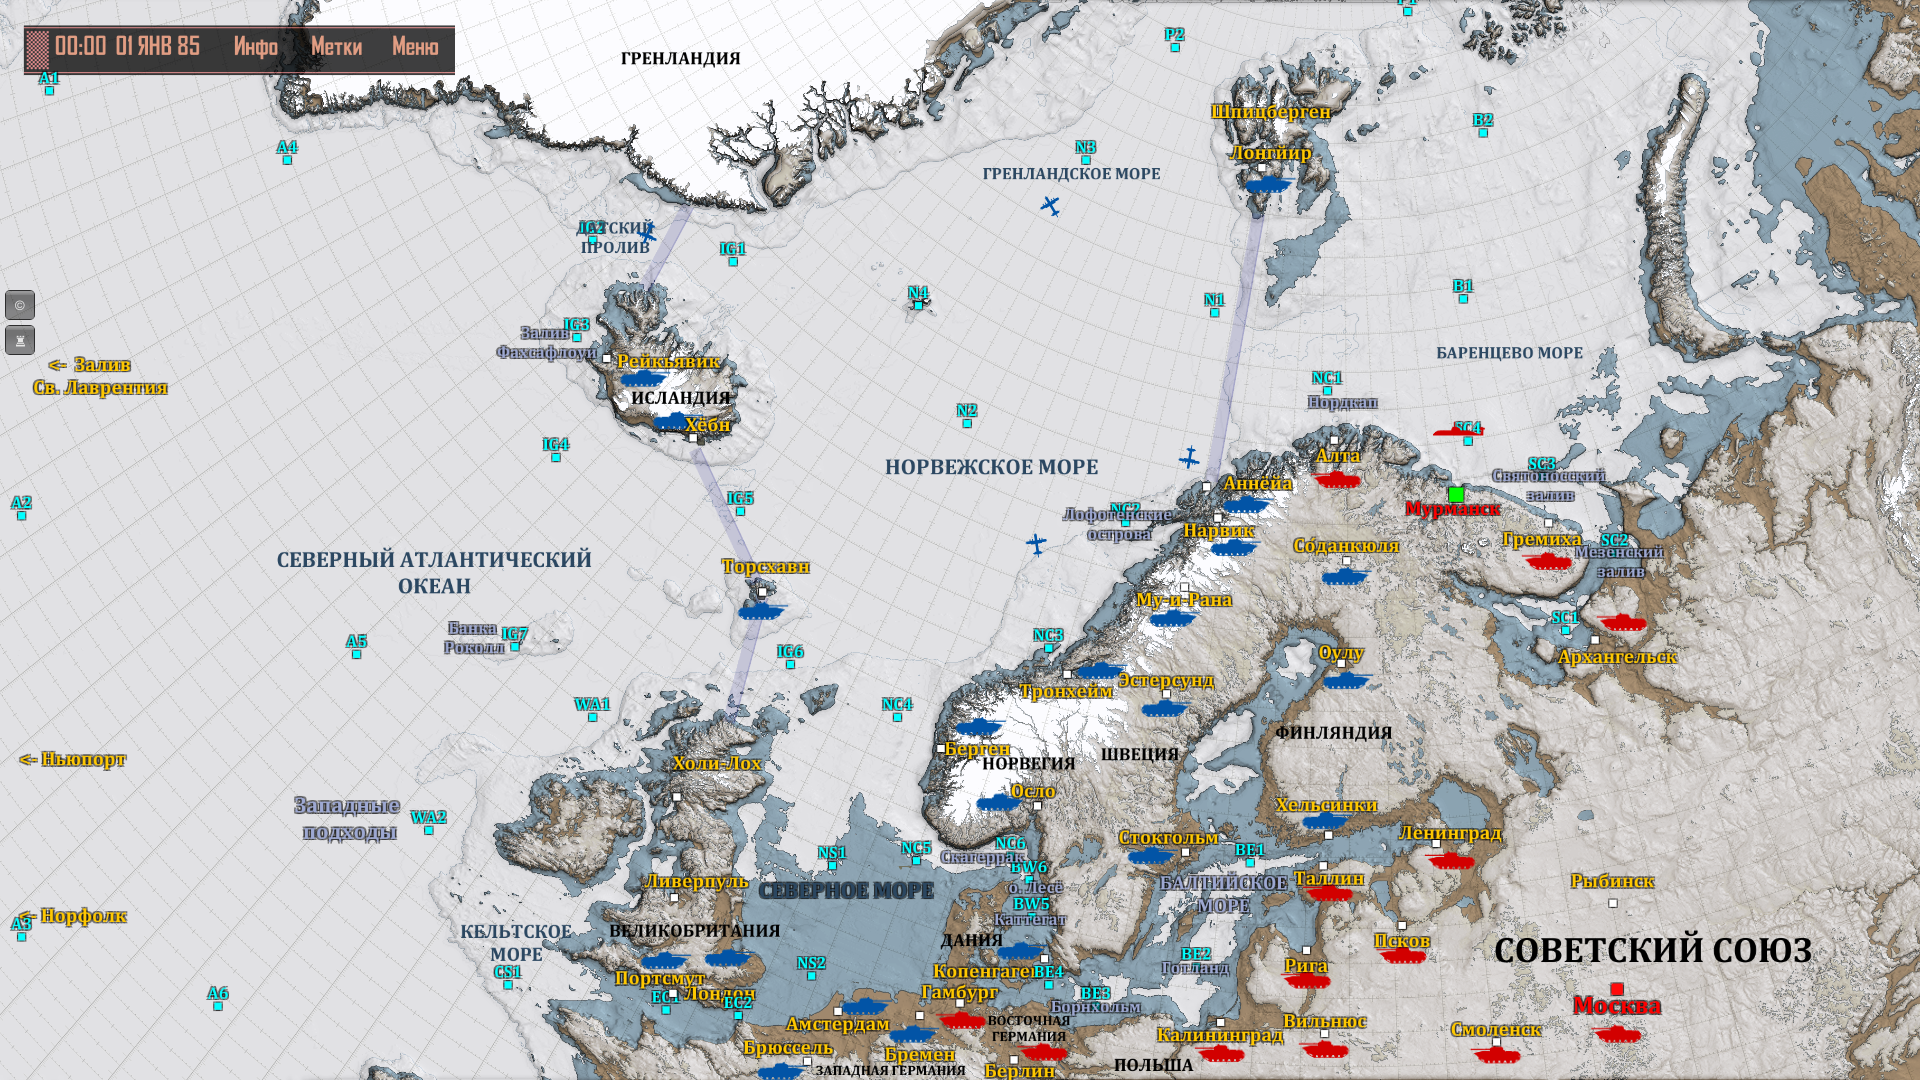 00:00 01 ЯНВ 85 Инфо Метки Меню
ГРЕНЛАНДИЯ
P2
A1
Шпицберген
B2
A4
N3
Лонгйир
ГРЕНЛАНДСКОЕ МОРЕ
IG2
ДАТСКИЙ
ПРОЛИВ
IG1
N4
N1
B1
IG3
Залив
Фахсафлоуи
Рейкьявик
БАРЕНЦЕВО МОРЕ
<- Залив
Св. Лаврентия
NC1
Нордкап
ИСЛАНДИЯ
Хёбн
N2
SC4
IG4
Алта
НОРВЕЖСКОЕ МОРЕ
SC3
Святоносский
залив
Аннёйа
A2
IG5
NC2
Мурманск
Лофотенские
острова
Нарвик
Со́данкюля
Гремиха
SC2
Мезенский
залив
СЕВЕРНЫЙ АТЛАНТИЧЕСКИЙ
ОКЕАН
Торсхавн
Му-и-Рана
SC1
Банка
Роколл
IG7
A5
IG6
NC3
Оулу
Архангельск
Эстерсунд
Тронхейм
WA1
NC4
ФИНЛЯНДИЯ
Берген
ШВЕЦИЯ
<- Ньюпорт
Холи-Лох
НОРВЕГИЯ
Осло
Хельсинки
Западные
подходы
WA2
Ленинград
Стокгольм
NS1
NC5
NC6
BE1
Скагеррак
BW6
Ливерпуль
СЕВЕРНОЕ МОРЕ
о. Лесё
БАЛТИЙСКОЕ
МОРЕ
Таллин
Рыбинск
BW5
Каттегат
<- Норфолк
A3
КЕЛЬТСКОЕ
МОРЕ
ВЕЛИКОБРИТАНИЯ
ДАНИЯ
Псков
СОВЕТСКИЙ СОЮЗ
CS1
NS2
Копенгаген
BE4
BE2
Готланд
Рига
Портсмут
A6
EC1
Лондон
EC2
Гамбург
BE3
Борнхольм
Москва
Амстердам
ВОСТОЧНАЯ
ГЕРМАНИЯ
Калининград
Вильнюс
Смоленск
Брюссель
Бремен
ЗАПАДНАЯ ГЕРМАНИЯ
Берлин
ПОЛЬША